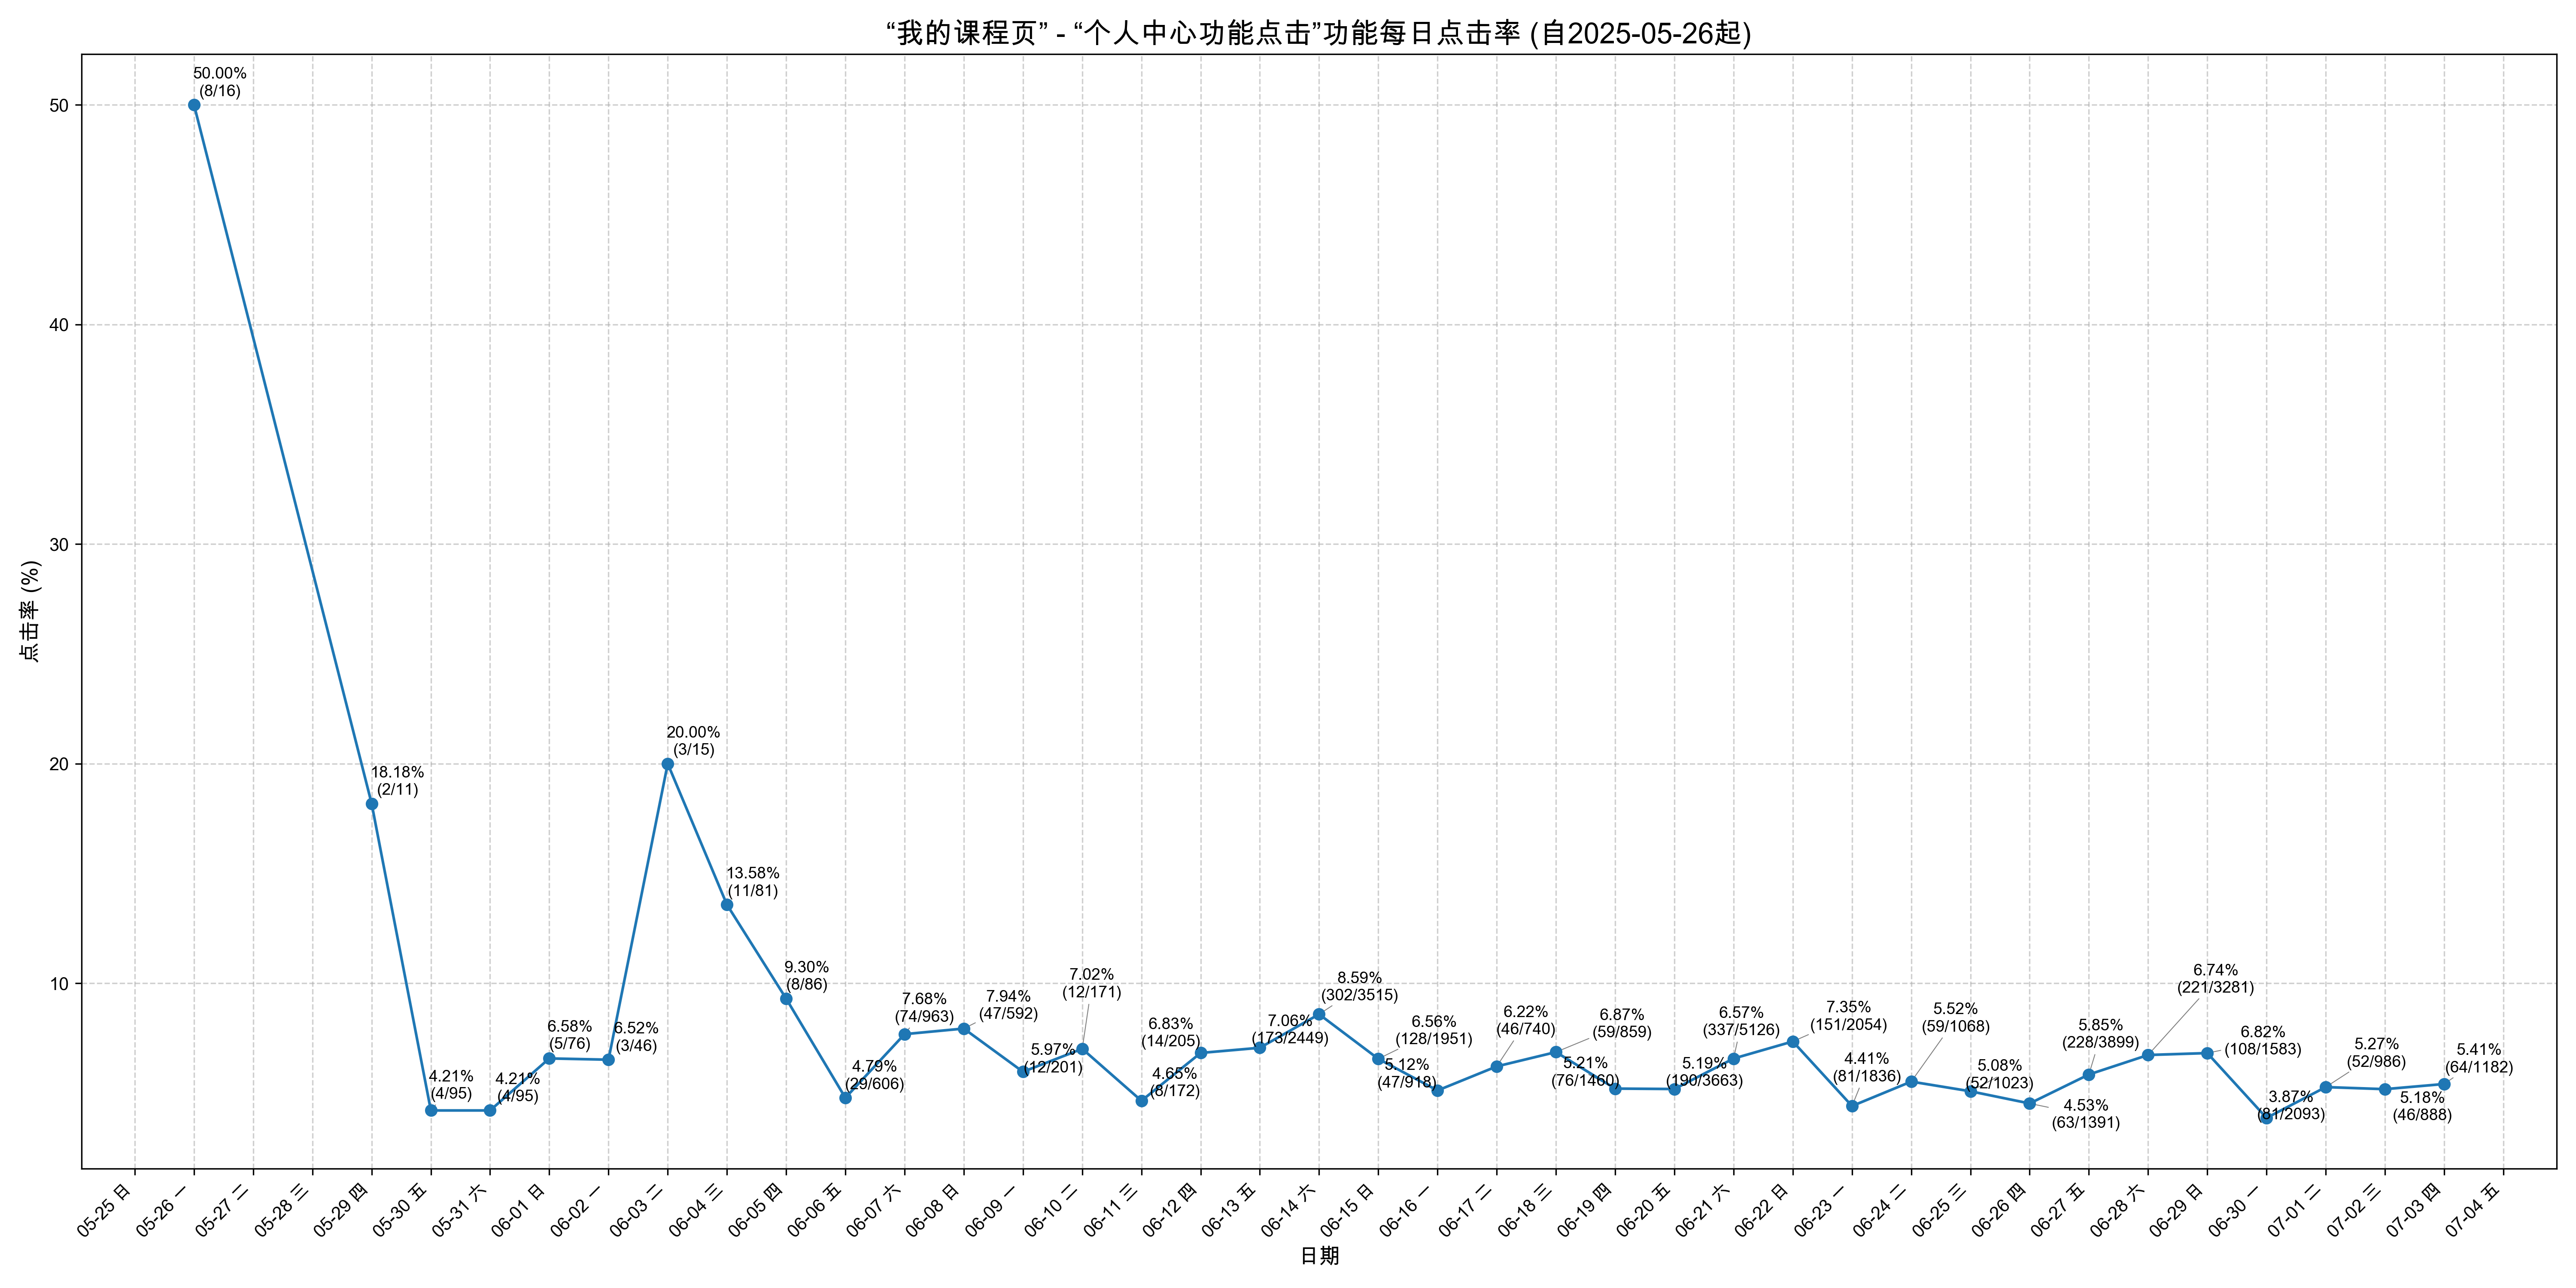 “我的课程页” - “个人中心功能点击”功能每日点击率 (自2025-05-26起)
点击率 (%)
50
40
30
20
10
50.00%
(8/16)
18.18%
(2/11)
4.21%
(4/95)
4.21%
(4/95)
6.58%
(5/76)
6.52%
(3/46)
20.00%
(3/15)
13.58%
(11/81)
9.30%
(8/86)
4.79%
(29/606)
7.68%
(74/963)
7.94%
(47/592)
5.97%
(12/201)
7.02%
(12/171)
4.65%
(8/172)
6.83%
(14/205)
7.06%
(173/2449)
8.59%
(302/3515)
6.56%
(128/1951)
5.12%
(47/918)
6.22%
(46/740)
6.87%
(59/859)
5.21%
(76/1460)
5.19%
(190/3663)
6.57%
(337/5126)
7.35%
(151/2054)
4.41%
(81/1836)
5.52%
(59/1068)
5.08%
(52/1023)
4.53%
(63/1391)
5.85%
(228/3899)
6.74%
(221/3281)
6.82%
(108/1583)
3.87%
(81/2093)
5.27%
(52/986)
5.18%
(46/888)
5.41%
(64/1182)
05-25 日
05-26 一
05-27 二
05-28 三
05-29 四
05-30 五
05-31 六
06-01 日
06-02 一
06-03 二
06-04 三
06-05 四
06-06 五
06-07 六
06-08 日
06-09 一
06-10 二
06-11 三
06-12 四
06-13 五
06-14 六
06-15 日
06-16 一
06-17 二
06-18 三
06-19 四
06-20 五
06-21 六
06-22 日
06-23 一
06-24 二
06-25 三
06-26 四
06-27 五
06-28 六
06-29 日
06-30 一
07-01 二
07-02 三
07-03 四
07-04 五
日期